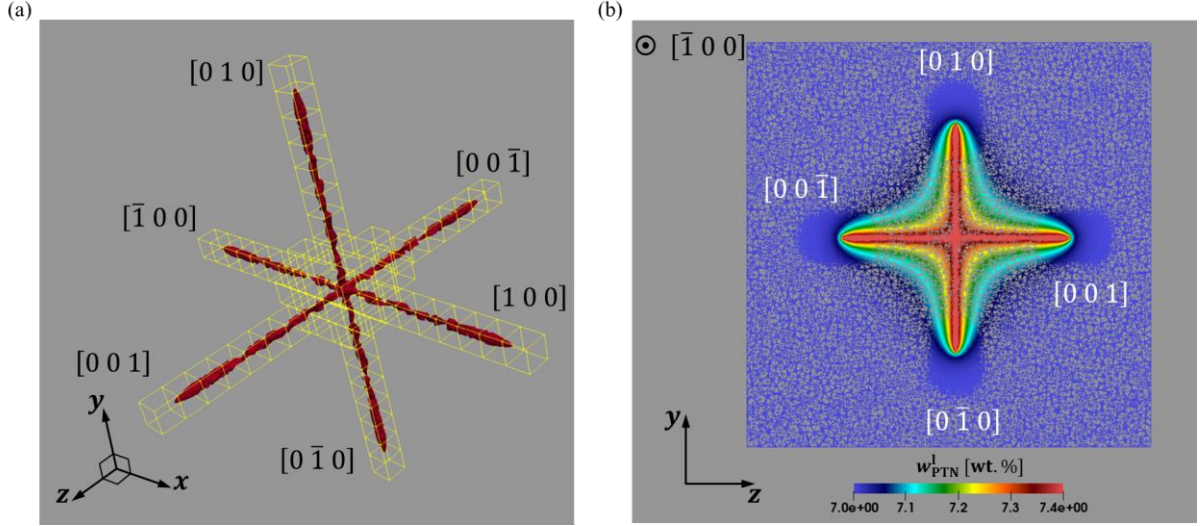 (a)
[0 1 0]
[0 0 1̅]
[1̅ 0 0]
[1 0 0]
[0 0 1]
[0 1̅ 0]
y
z
x
(b)
⊙ [1̅ 0 0]
[0 1 0]
[0 0 1̅]
[0 0 1]
[0 1̅ 0]
y
z
w^l_PTN [wt. %]
7.0e+00 7.1 7.2 7.3 7.4e+00